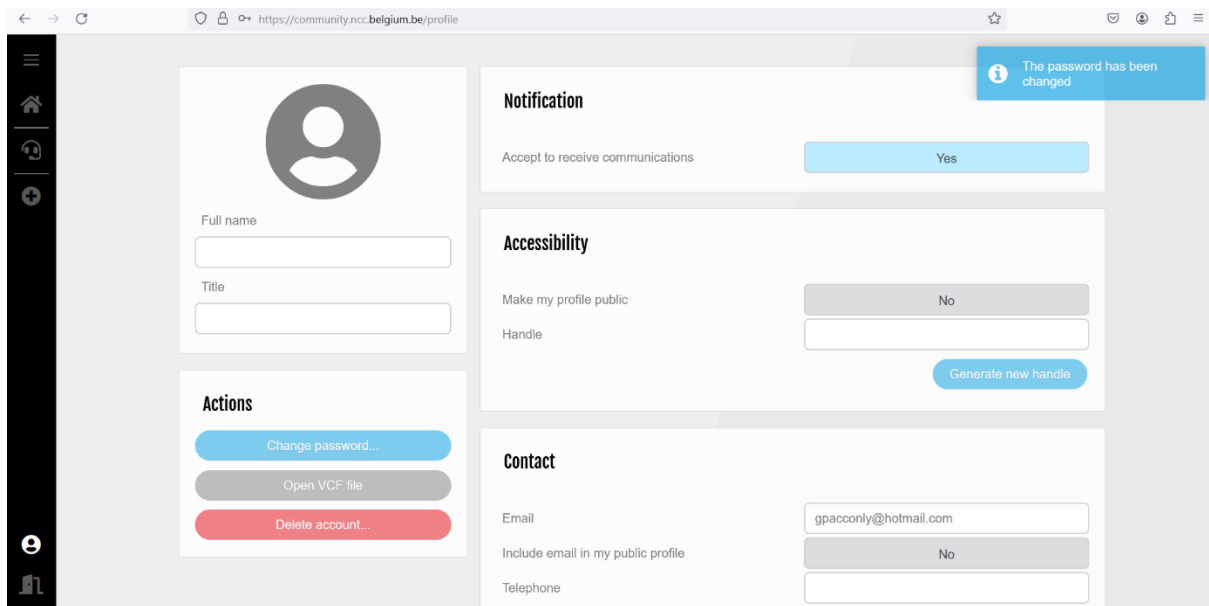 https://community.ncc.belgium.be/profile
The password has been
changed
Full name
Title
Actions
Change password...
Open VCF file
Delete account...
Notification
Accept to receive communications
Yes
Accessibility
Make my profile public
No
Handle
Generate new handle
Contact
Email
gpacconly@hotmail.com
Include email in my public profile
No
Telephone